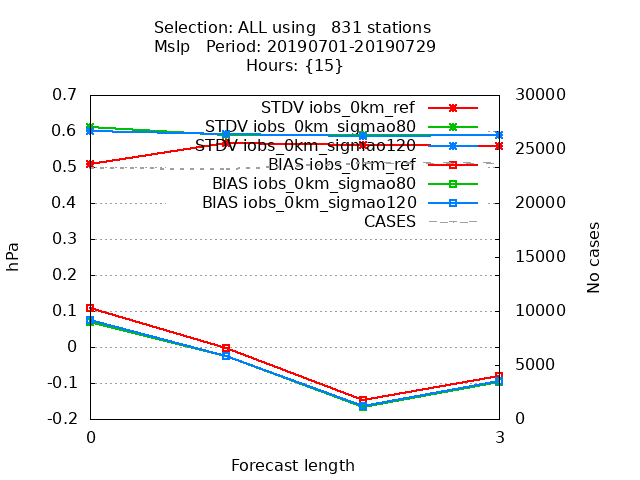 Selection: ALL using   831 stations
Mslp   Period: 20190701-20190729
Hours: {15}
0.7
0.6
0.5
0.4
0.3
0.2
0.1
0
-0.1
-0.2
hPa
STDV iobs_0km_ref
STDV iobs_0km_sigmao80
STDV iobs_0km_sigmao120
BIAS iobs_0km_ref
BIAS iobs_0km_sigmao80
BIAS iobs_0km_sigmao120
CASES
30000
25000
20000
15000
10000
5000
0
No cases
0
3
Forecast length